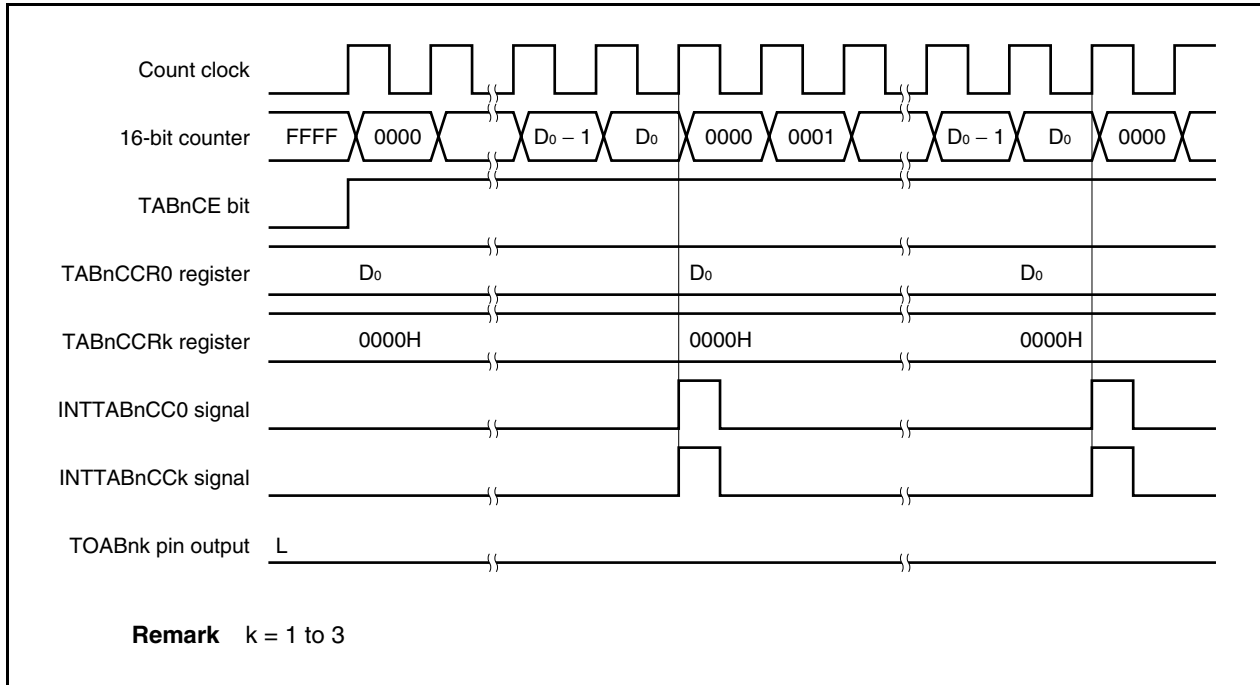 Count clock
16-bit counter FFFF 0000 D₀ – 1 D₀ 0000 0001 D₀ – 1 D₀ 0000
TABnCE bit
TABnCCR0 register D₀ D₀ D₀
TABnCCRk register 0000H 0000H 0000H
INTTABnCC0 signal
INTTABnCCk signal
TOABnk pin output L
Remark k = 1 to 3